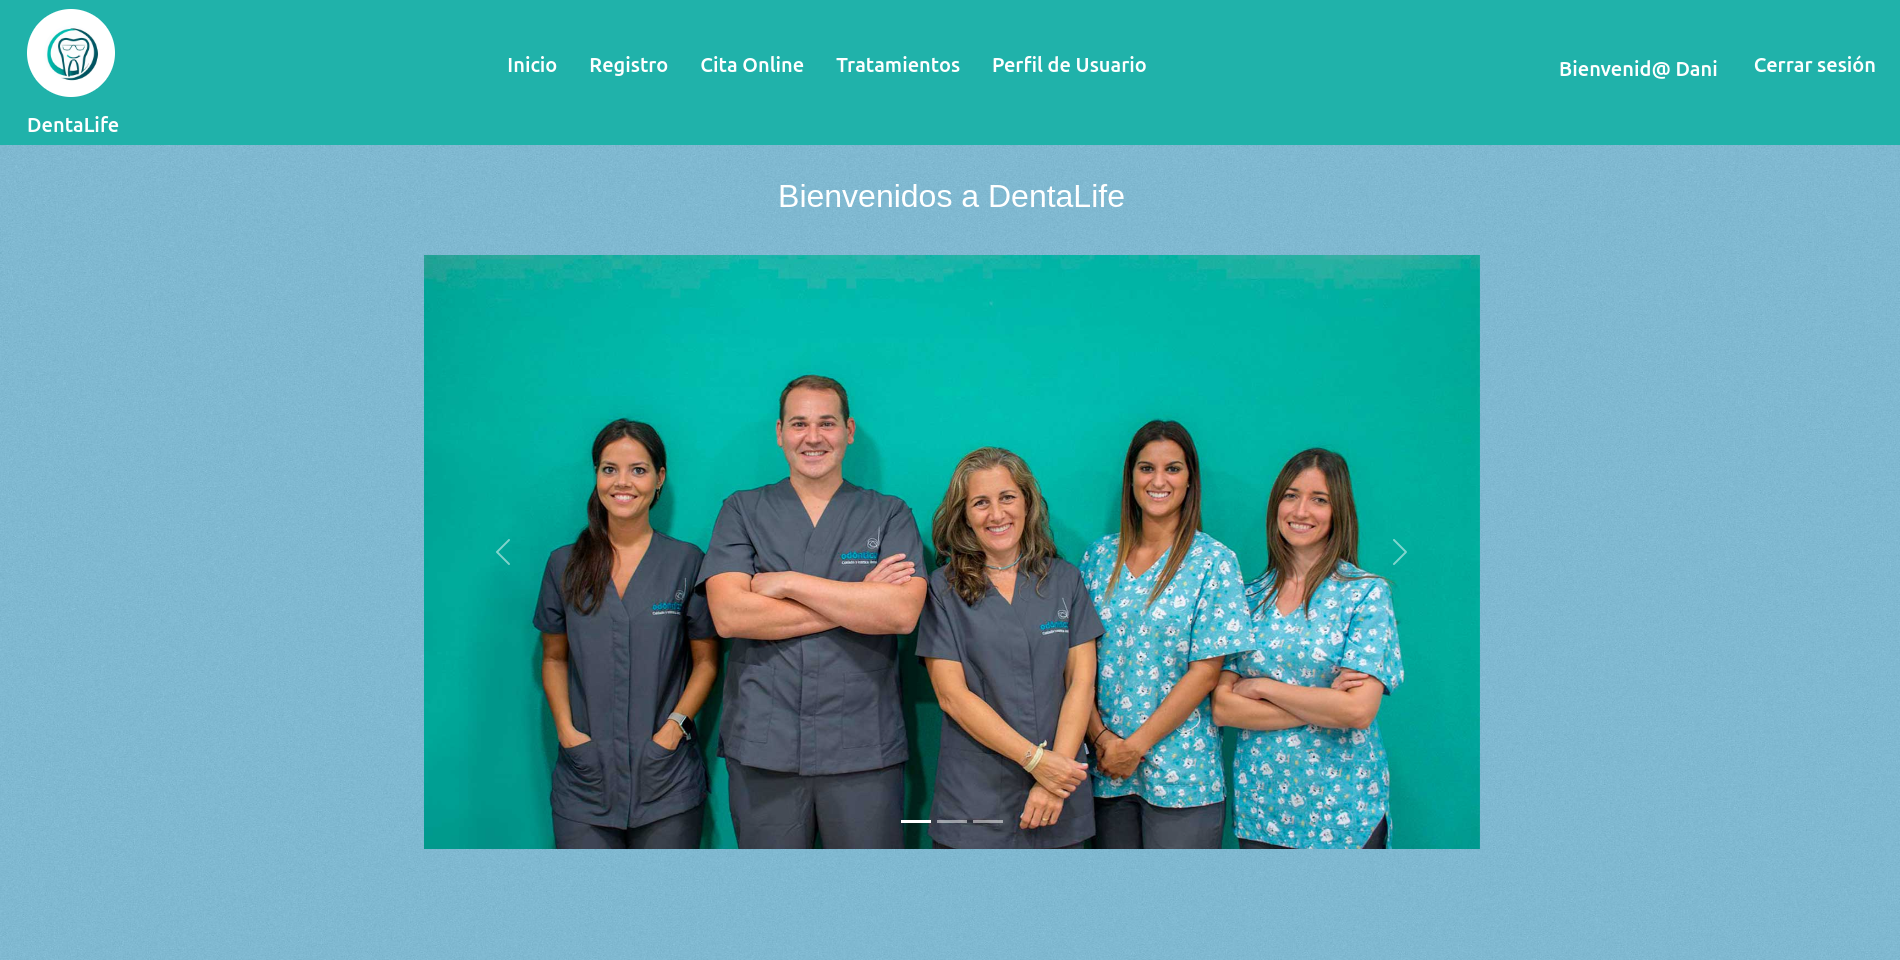 Inicio
Registro
Cita Online
Tratamientos
Perfil de Usuario
Bienvenid@ Dani
Cerrar sesión
DentaLife
Bienvenidos a DentaLife